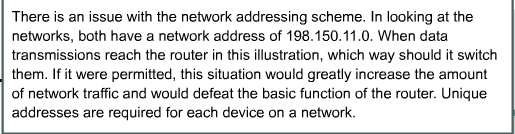 There is an issue with the network addressing scheme. In looking at the
networks, both have a network address of 198.150.11.0. When data
transmissions reach the router in this illustration, which way should it switch
them. If it were permitted, this situation would greatly increase the amount
of network traffic and would defeat the basic function of the router. Unique
addresses are required for each device on a network.